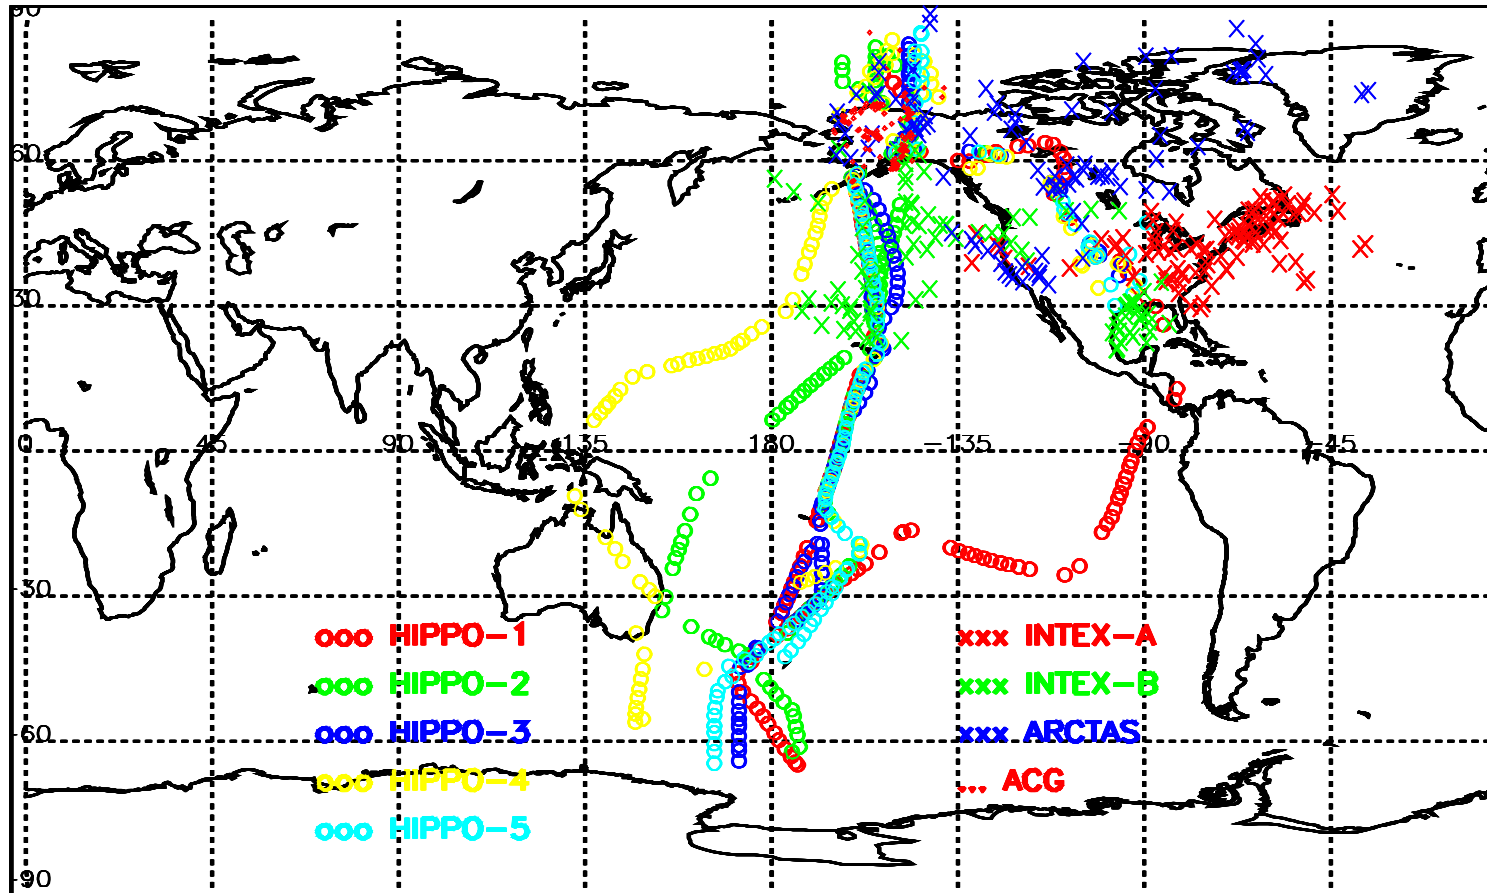 90
60
30
0 45 90 135 180 −135 −90 −45
-30
ooo HIPPO−1 xxx INTEX−A
ooo HIPPO−2 xxx INTEX−B
ooo HIPPO−3 xxx ARCTAS
-60
ooo HIPPO−4 ... ACG
ooo HIPPO−5
-90